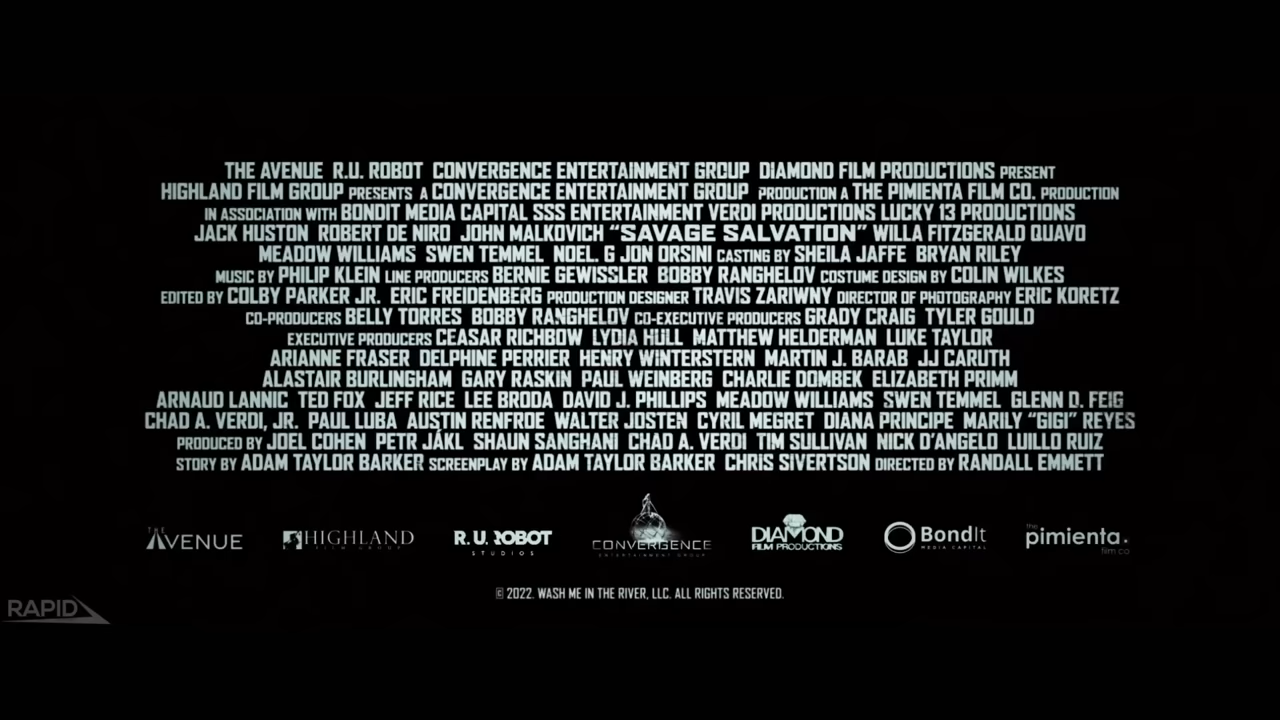 THE AVENUE R.U. ROBOT CONVERGENCE ENTERTAINMENT GROUP DIAMOND FILM PRODUCTIONS PRESENT
HIGHLAND FILM GROUP PRESENTS A CONVERGENCE ENTERTAINMENT GROUP PRODUCTION A THE PIMIENTA FILM CO. PRODUCTION
IN ASSOCIATION WITH BONDIT MEDIA CAPITAL SSS ENTERTAINMENT VERDI PRODUCTIONS LUCKY 13 PRODUCTIONS
JACK HUSTON ROBERT DE NIRO JOHN MALKOVICH "SAVAGE SALVATION" WILLA FITZGERALD QUAVO
MEADOW WILLIAMS SWEN TEMMEL NOEL. G JON ORSINI CASTING BY SHEILA JAFFE BRYAN RILEY
MUSIC BY PHILIP KLEIN LINE PRODUCERS BERNIE GEWISSLER BOBBY RANGHELOV COSTUME DESIGN BY COLIN WILKES
EDITED BY COLBY PARKER JR. ERIC FREIDENBERG PRODUCTION DESIGNER TRAVIS ZARIWNY DIRECTOR OF PHOTOGRAPHY ERIC KORETZ
CO-PRODUCERS BELLY TORRES BOBBY RANGHELOV CO-EXECUTIVE PRODUCERS GRADY CRAIG TYLER GOULD
EXECUTIVE PRODUCERS CEASAR RICHBOW LYDIA HULL MATTHEW HELDERMAN LUKE TAYLOR
ARIANNE FRASER DELPHINE PERRIER HENRY WINTERSTERN MARTIN J. BARAB JJ CARUTH
ALASTAIR BURLINGHAM GARY RASKIN PAUL WEINBERG CHARLIE DOMBEK ELIZABETH PRIMM
ARNAUD LANNIC TED FOX JEFF RICE LEE BRODA DAVID J. PHILLIPS MEADOW WILLIAMS SWEN TEMMEL GLENN D. FEIG
CHAD A. VERDI, JR. PAUL LUBA AUSTIN RENFROE WALTER JOSTEN CYRIL MEGRET DIANA PRINCIPE MARILY "GIGI" REYES
PRODUCED BY JOEL COHEN PETR JÁKL SHAUN SANGHANI CHAD A. VERDI TIM SULLIVAN NICK D'ANGELO LUILLO RUIZ
STORY BY ADAM TAYLOR BARKER SCREENPLAY BY ADAM TAYLOR BARKER CHRIS SIVERTSON DIRECTED BY RANDALL EMMETT
THE AVENUE
HIGHLAND FILM GROUP
R. U. ROBOT STUDIOS
CONVERGENCE ENTERTAINMENT GROUP
DIAMOND FILM PRODUCTIONS
BondIt MEDIA CAPITAL
the pimienta. film co
© 2022. WASH ME IN THE RIVER, LLC. ALL RIGHTS RESERVED.
RAPID